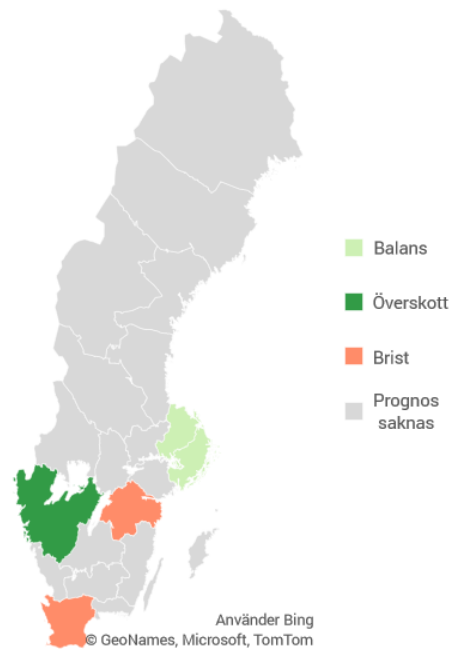 Balans
Överskott
Brist
Prognos
saknas
Använder Bing
© GeoNames, Microsoft, TomTom